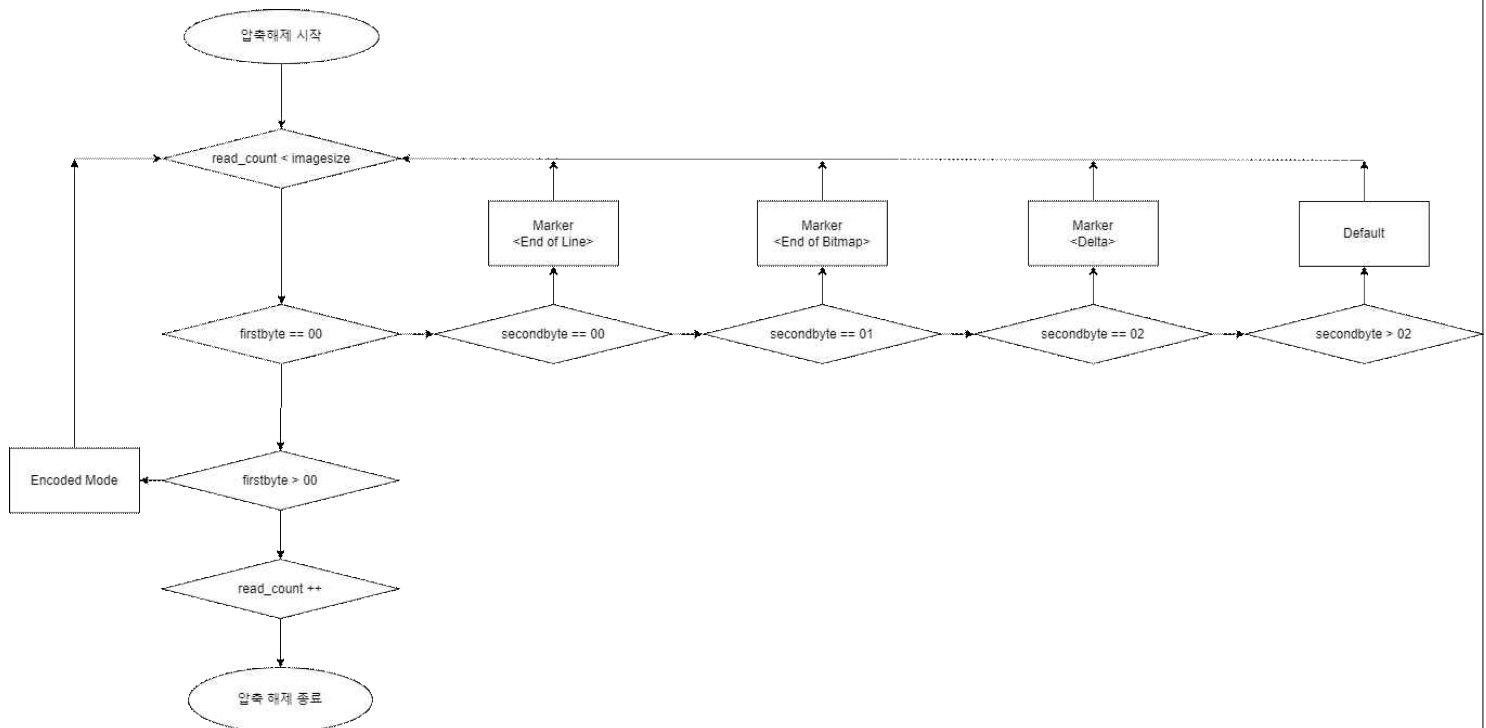 압축해제 시작
read_count < imagesize
Marker
<End of Line>
Marker
<End of Bitmap>
Marker
<Delta>
Default
firstbyte == 00
secondbyte == 00
secondbyte == 01
secondbyte == 02
secondbyte > 02
Encoded Mode
firstbyte > 00
read_count ++
압축 해제 종료